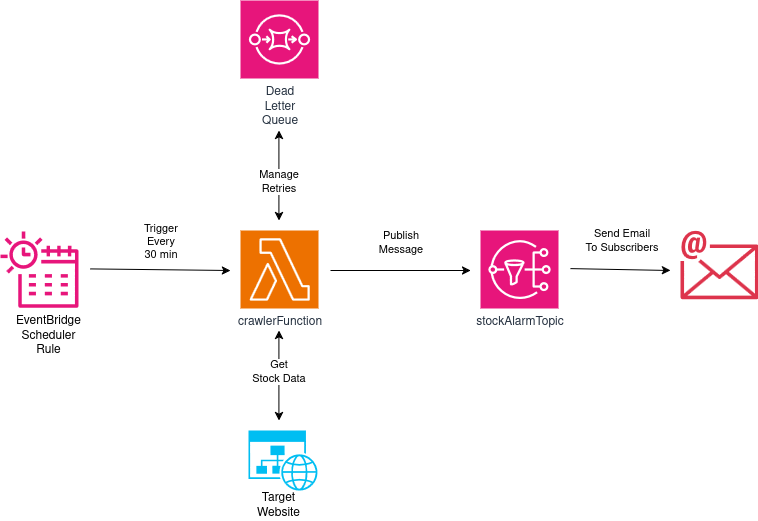 Dead
Letter
Queue
Manage
Retries
Trigger
Every
30 min
Publish
Message
Send Email
To Subscribers
@
EventBridge
Scheduler
Rule
crawlerFunction
stockAlarmTopic
Get
Stock Data
Target
Website